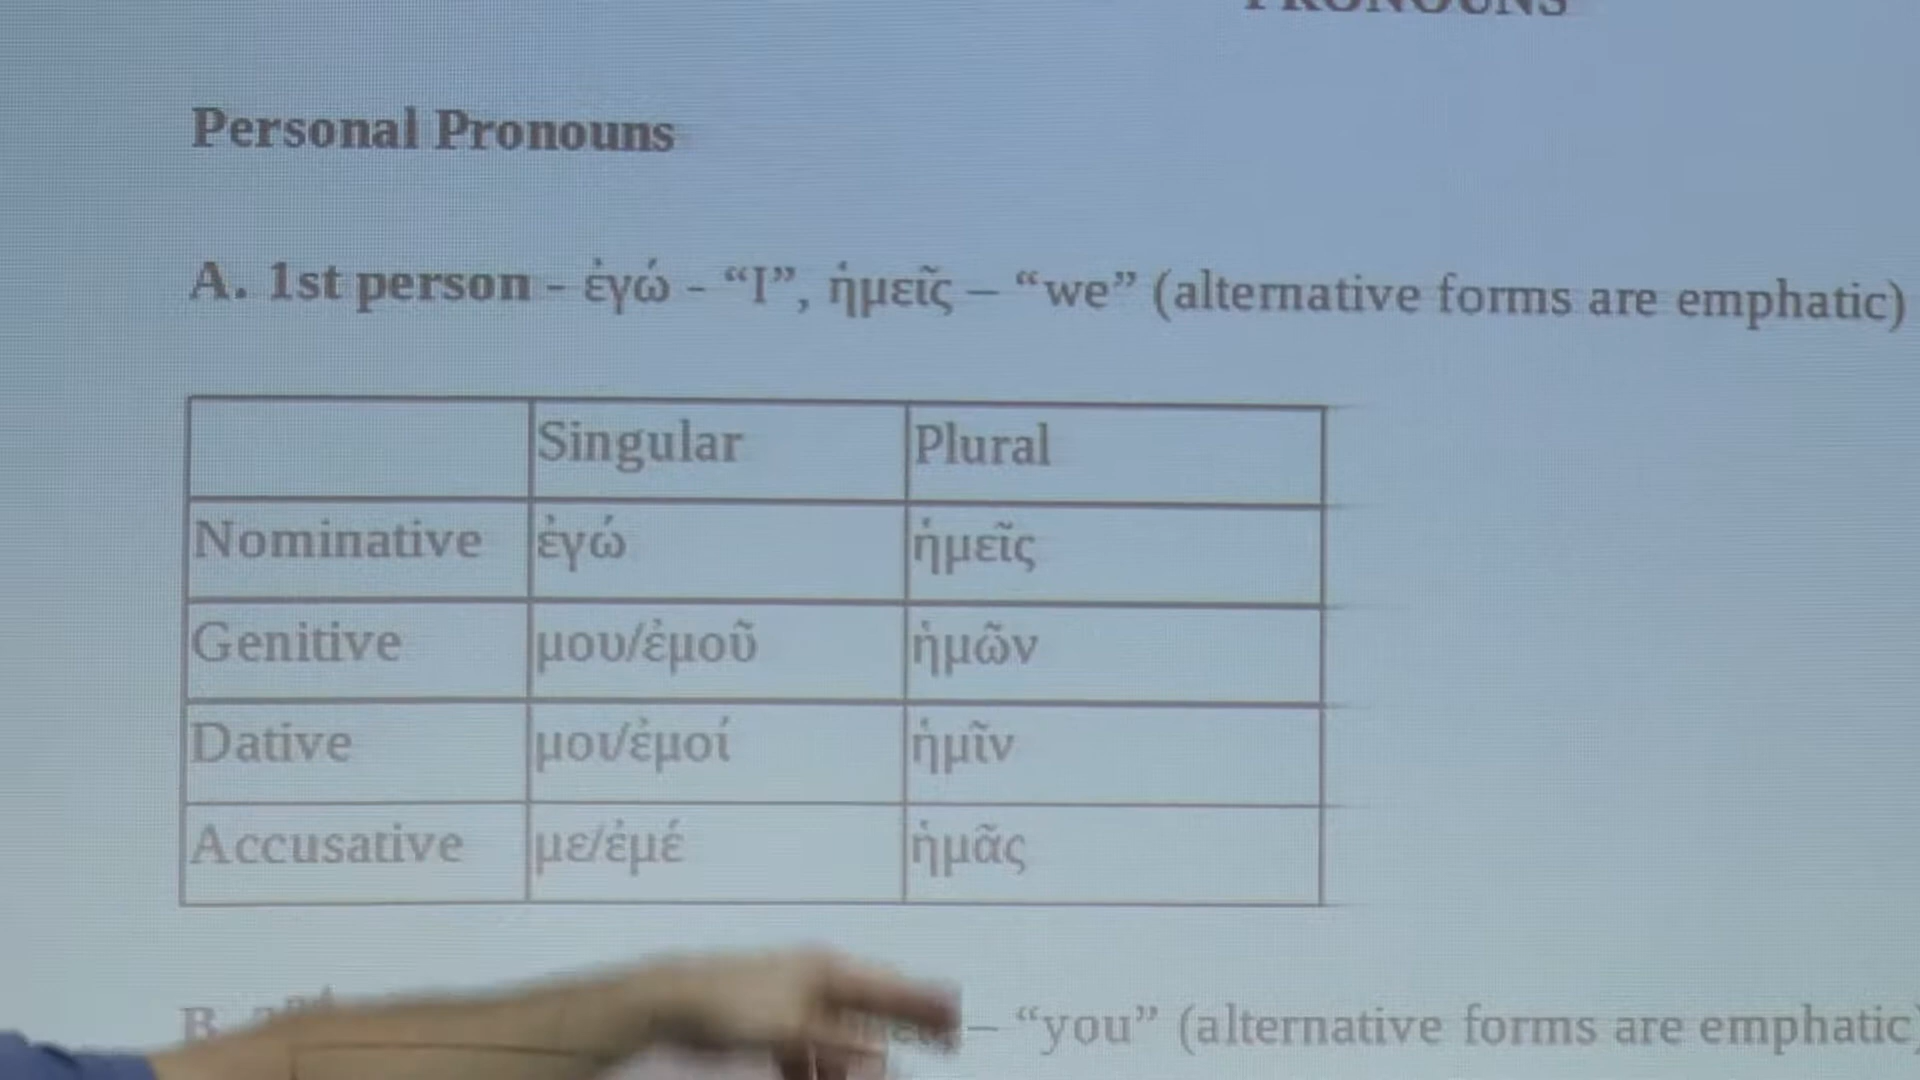 PRONOUNS
Personal Pronouns
A. 1st person - ἐγώ - “I”, ἡμεῖς – “we” (alternative forms are emphatic)
Singular Plural
Nominative ἐγώ ἡμεῖς
Genitive μου/ἐμοῦ ἡμῶν
Dative μοι/ἐμοί ἡμῖν
Accusative με/ἐμέ ἡμᾶς
B. – “you” (alternative forms are emphatic)